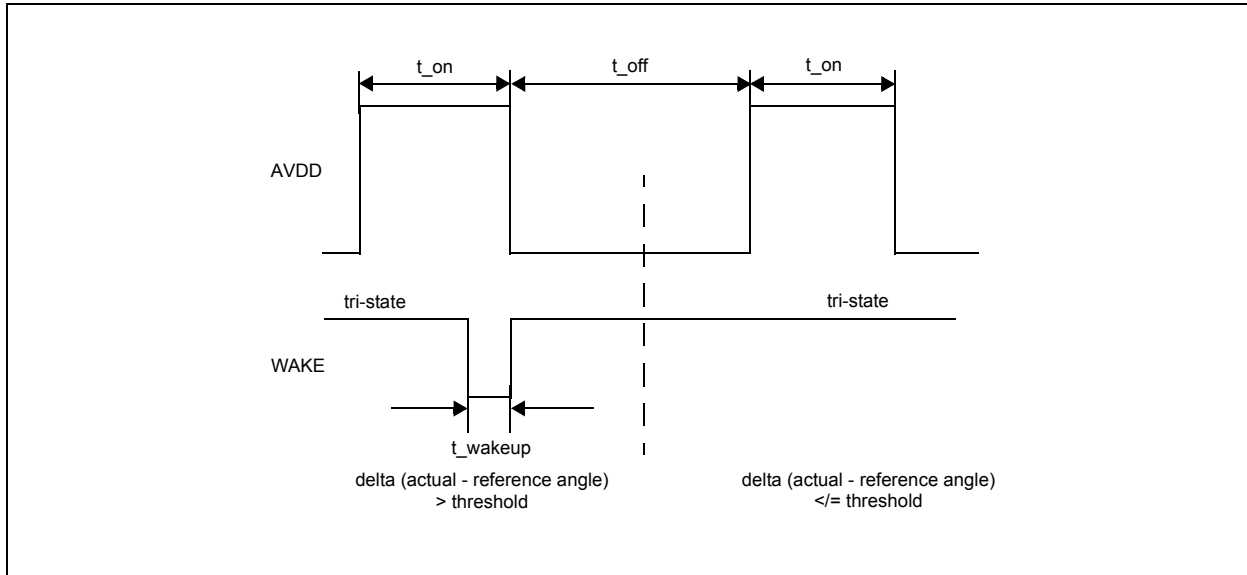 t_on
t_off
t_on
AVDD
tri-state
tri-state
WAKE
t_wakeup
delta (actual - reference angle)
> threshold
delta (actual - reference angle)
</= threshold